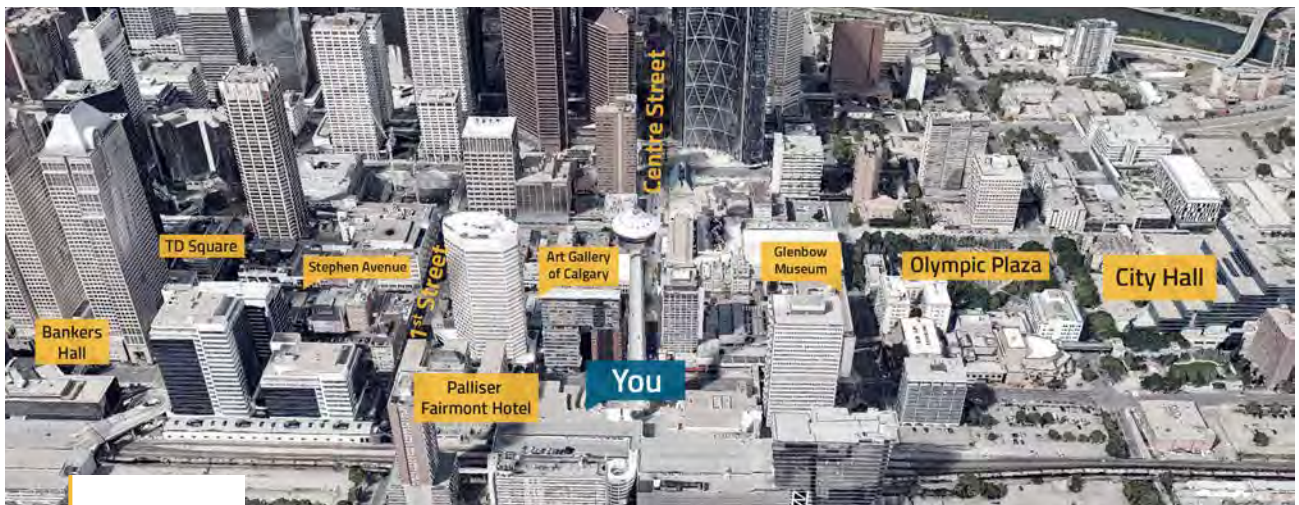 Centre Street
TD Square
Stephen Avenue
1st Street
Art Gallery
of Calgary
Glenbow
Museum
Olympic Plaza
City Hall
Bankers
Hall
Palliser
Fairmont Hotel
You